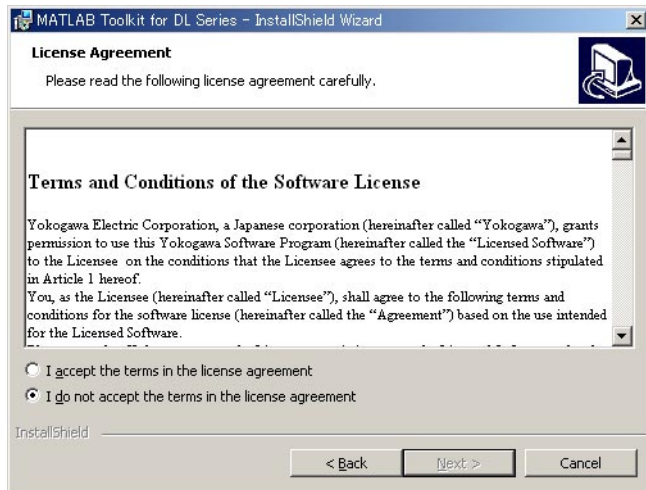 MATLAB Toolkit for DL Series - InstallShield Wizard
License Agreement
Please read the following license agreement carefully.
Terms and Conditions of the Software License
Yokogawa Electric Corporation, a Japanese corporation (hereinafter called “Yokogawa”), grants
permission to use this Yokogawa Software Program (hereinafter called the “Licensed Software”)
to the Licensee on the conditions that the Licensee agrees to the terms and conditions stipulated
in Article 1 hereof.
You, as the Licensee (hereinafter called “Licensee”), shall agree to the following terms and
conditions for the software license (hereinafter called the “Agreement”) based on the use intended
for the Licensed Software.
I accept the terms in the license agreement
I do not accept the terms in the license agreement
InstallShield
< Back Next > Cancel